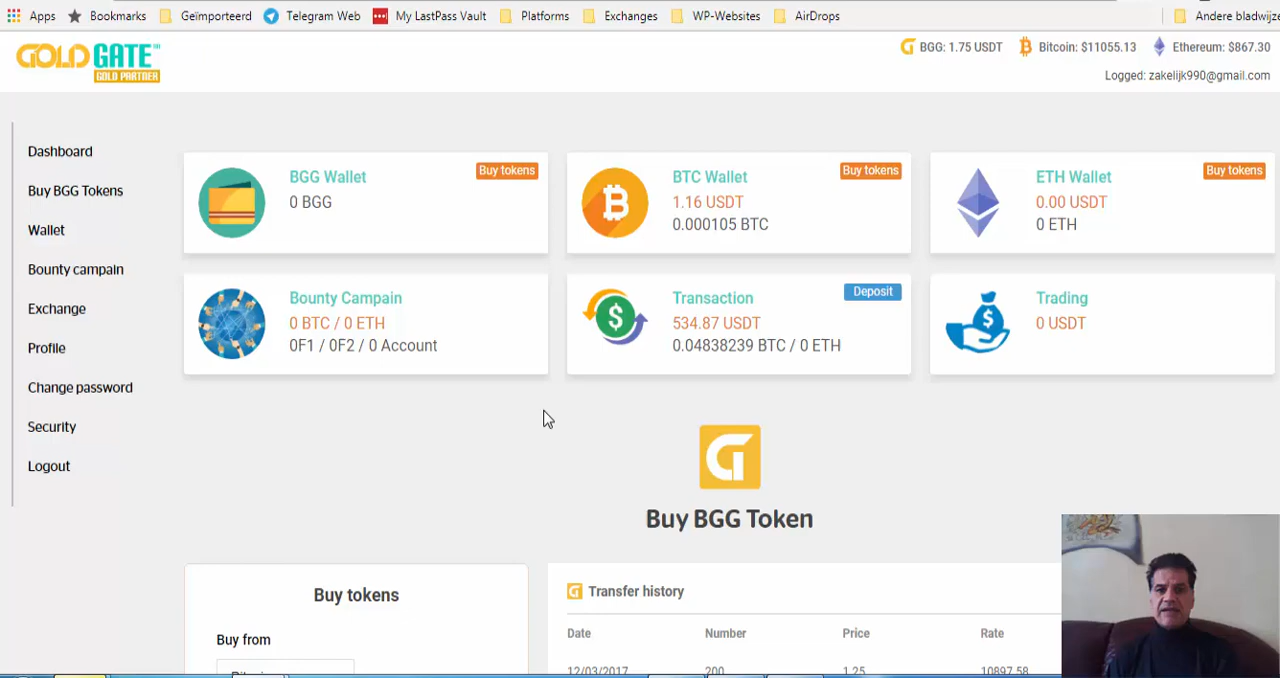 Apps Bookmarks Geïmporteerd Telegram Web My LastPass Vault Platforms Exchanges WP-Websites AirDrops Andere bladwijze
GOLD GATE
GOLD PARTNER
BGG: 1.75 USDT Bitcoin: $11055.13 Ethereum: $867.30
Logged: zakelijk990@gmail.com
Dashboard
Buy BGG Tokens
Wallet
Bounty campain
Exchange
Profile
Change password
Security
Logout
BGG Wallet Buy tokens
0 BGG
BTC Wallet Buy tokens
1.16 USDT
0.000105 BTC
ETH Wallet Buy tokens
0.00 USDT
0 ETH
Bounty Campain
0 BTC / 0 ETH
0F1 / 0F2 / 0 Account
Transaction Deposit
534.87 USDT
0.04838239 BTC / 0 ETH
Trading
0 USDT
Buy BGG Token
Buy tokens
Buy from
Transfer history
Date Number Price Rate
12/03/2017 200 1.25 10897.58